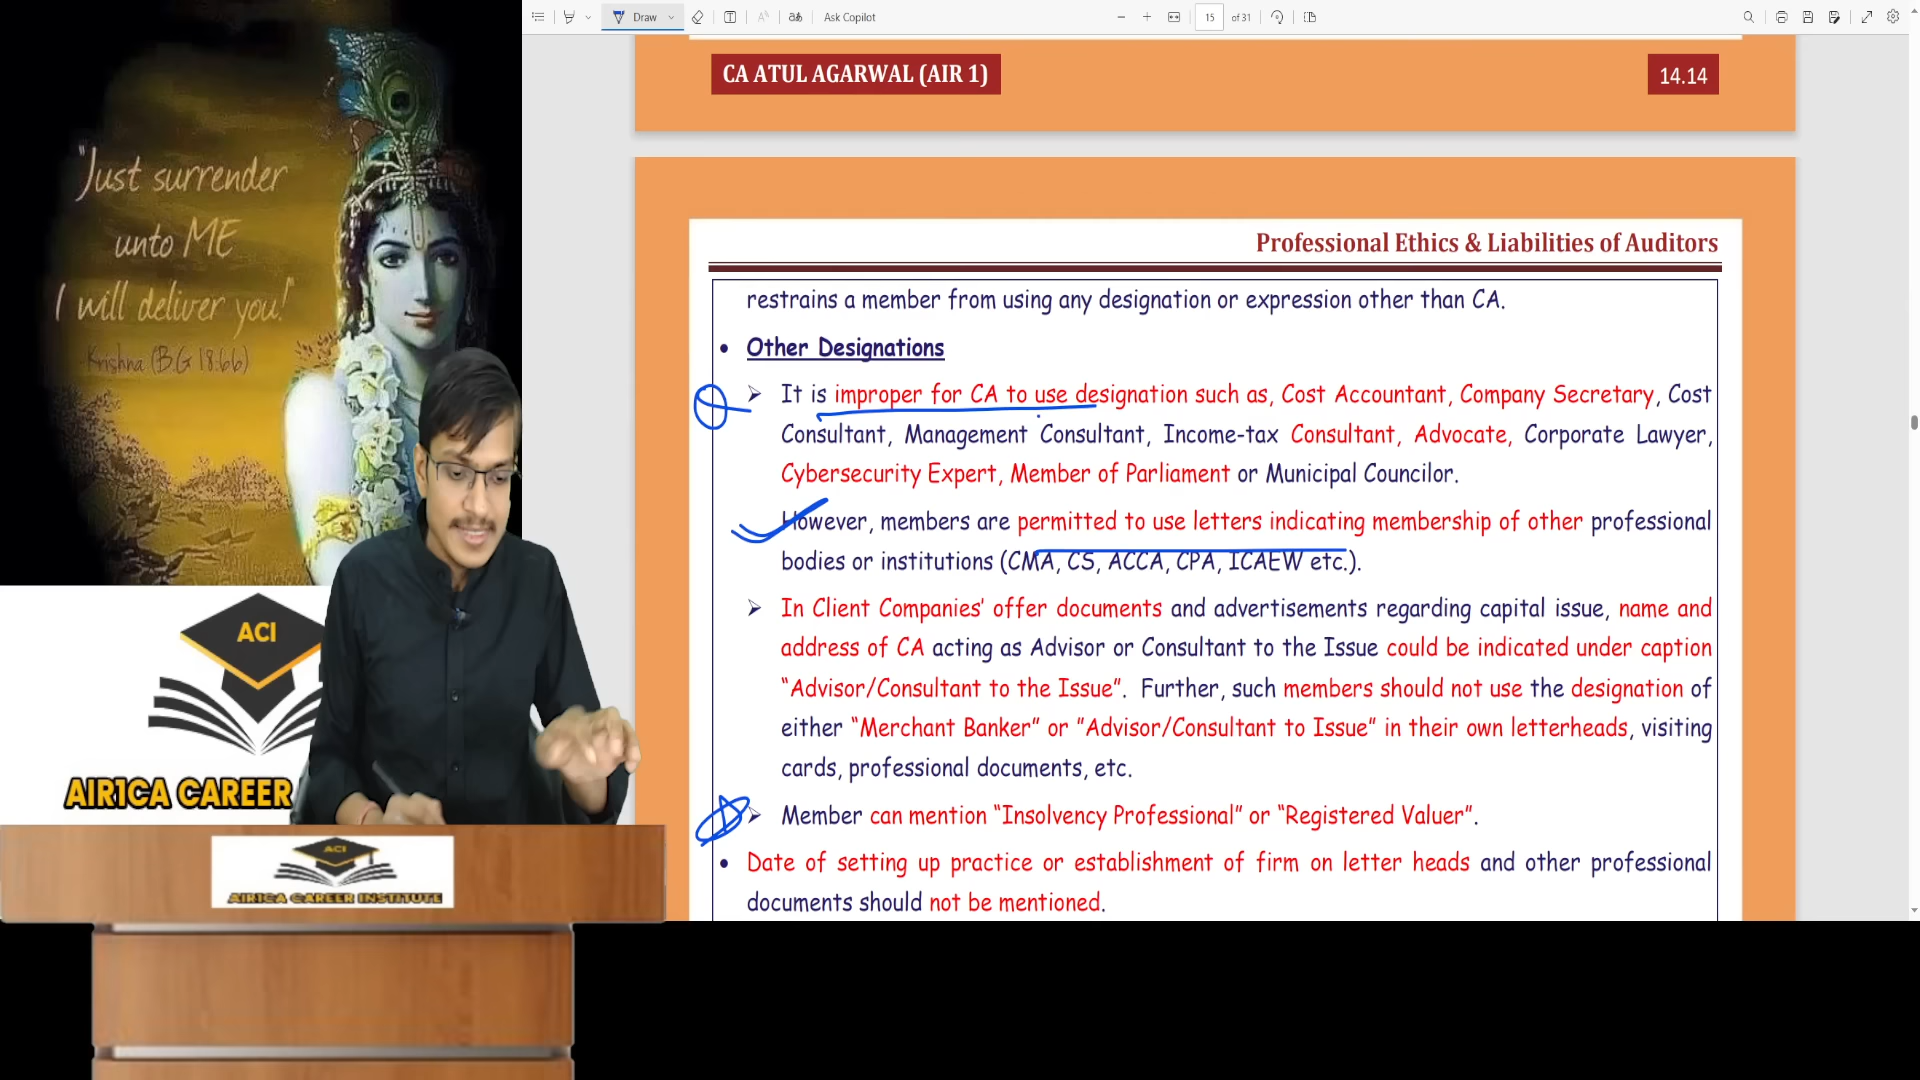 "Just surrender
unto ME
I will deliver you!"
- Krishna (B.G 18.66)
ACI
AIR1CA CAREER
ACI
AIR1CA CAREER INSTITUTE
Draw
Ask Copilot
15
of 31
CA ATUL AGARWAL (AIR 1)
14.14
Professional Ethics & Liabilities of Auditors
restrains a member from using any designation or expression other than CA.
• Other Designations
➢ It is improper for CA to use designation such as, Cost Accountant, Company Secretary, Cost
Consultant, Management Consultant, Income-tax Consultant, Advocate, Corporate Lawyer,
Cybersecurity Expert, Member of Parliament or Municipal Councilor.
However, members are permitted to use letters indicating membership of other professional
bodies or institutions (CMA, CS, ACCA, CPA, ICAEW etc.).
➢ In Client Companies' offer documents and advertisements regarding capital issue, name and
address of CA acting as Advisor or Consultant to the Issue could be indicated under caption
“Advisor/Consultant to the Issue”. Further, such members should not use the designation of
either “Merchant Banker” or ”Advisor/Consultant to Issue” in their own letterheads, visiting
cards, professional documents, etc.
➢ Member can mention “Insolvency Professional” or “Registered Valuer”.
• Date of setting up practice or establishment of firm on letter heads and other professional
documents should not be mentioned.